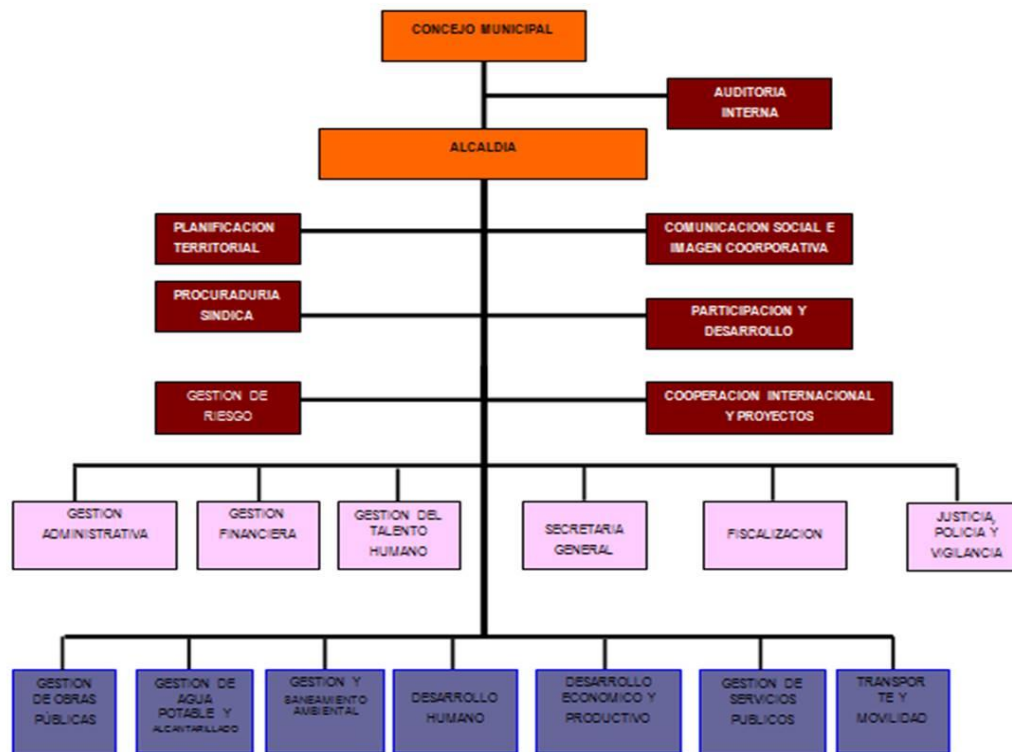 CONCEJO MUNICIPAL
AUDITORIA
INTERNA
ALCALDIA
PLANIFICACION
TERRITORIAL
COMUNICACION SOCIAL E
IMAGEN COORPORATIVA
PROCURADURIA
SINDICA
PARTICIPACION Y
DESARROLLO
GESTION DE
RIESGO
COOPERACION INTERNACIONAL
Y PROYECTOS
GESTION
ADMINISTRATIVA
GESTION
FINANCIERA
GESTION DEL
TALENTO
HUMANO
SECRETARIA
GENERAL
FISCALIZACION
JUSTICIA,
POLICIA Y
VIGILANCIA
GESTION
DE OBRAS
PÚBLICAS
GESTION DE
AGUA
POTABLE Y
ALCANTARILLADO
GESTION Y
SANEAMIENTO
AMBIENTAL
DESARROLLO
HUMANO
DESARROLLO
ECONOMICO Y
PRODUCTIVO
GESTION DE
SERVICIOS
PUBLICOS
TRANSPOR
TE Y
MOVILIDAD